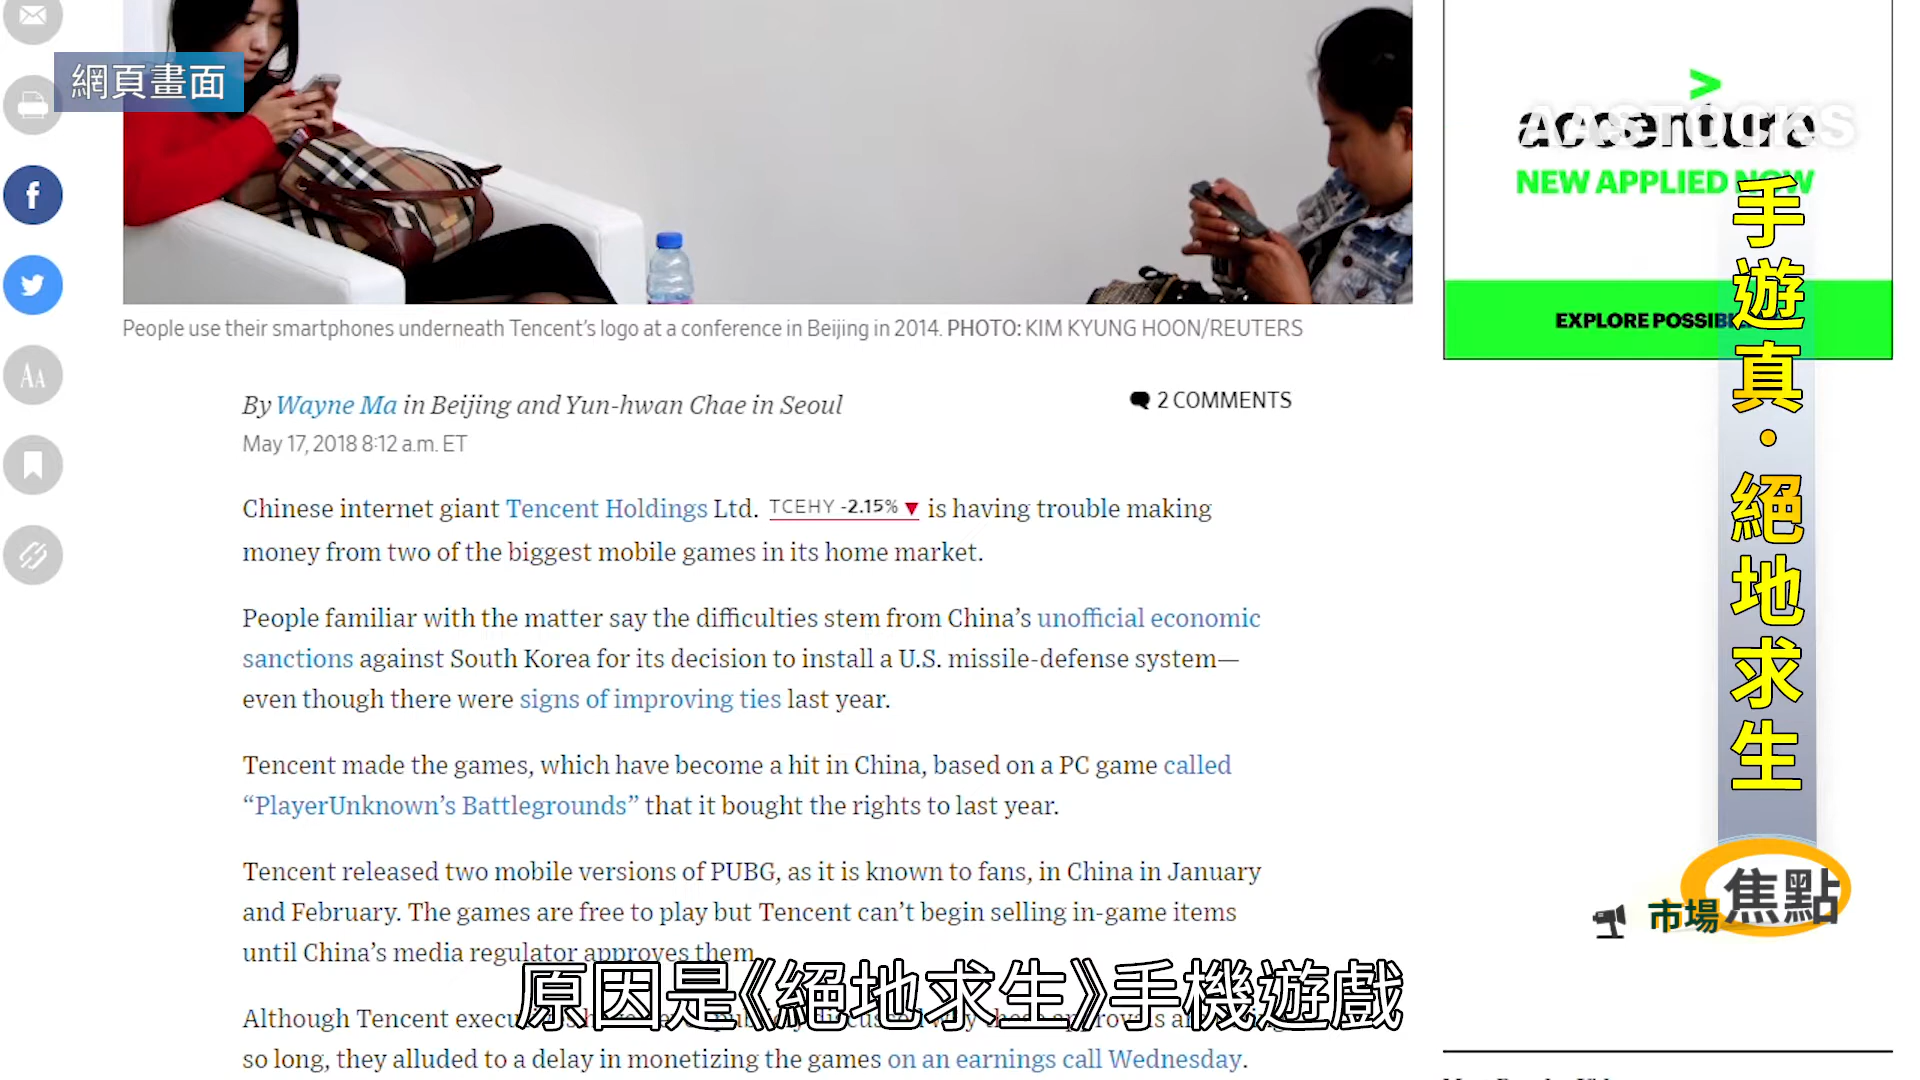 網頁畫面
AASTOCKS
accenture
NEW APPLIED NOW
EXPLORE
手遊真·絕地求生
People use their smartphones underneath Tencent's logo at a conference in Beijing in 2014. PHOTO: KIM KYUNG HOON/REUTERS
By Wayne Ma in Beijing and Yun-hwan Chae in Seoul
2 COMMENTS
May 17, 2018 8:12 a.m. ET
Chinese internet giant Tencent Holdings Ltd. TCEHY -2.15% ▼ is having trouble making
money from two of the biggest mobile games in its home market.
People familiar with the matter say the difficulties stem from China's unofficial economic
sanctions against South Korea for its decision to install a U.S. missile-defense system—
even though there were signs of improving ties last year.
Tencent made the games, which have become a hit in China, based on a PC game called
“PlayerUnknown's Battlegrounds” that it bought the rights to last year.
Tencent released two mobile versions of PUBG, as it is known to fans, in China in January
and February. The games are free to play but Tencent can't begin selling in-game items
until China's media regulator approves them.
市場焦點
原因是《絕地求生》手機遊戲
Although Tencent
so long, they alluded to a delay in monetizing the games on an earnings call Wednesday.